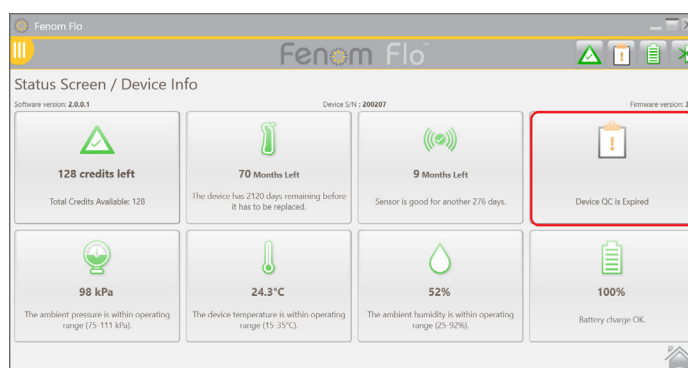 Fenom Flo
Fenom Flo™
Status Screen / Device Info
Software version: 2.0.0.1
Device S/N : 200207
Firmware version:
128 credits left
Total Credits Available: 128
70 Months Left
The device has 2120 days remaining before
it has to be replaced.
9 Months Left
Sensor is good for another 276 days.
Device QC is Expired
98 kPa
The ambient pressure is within operating
range (75-111 kPa).
24.3°C
The device temperature is within operating
range (15-35°C).
52%
The ambient humidity is within operating
range (25-92%).
100%
Battery charge OK.